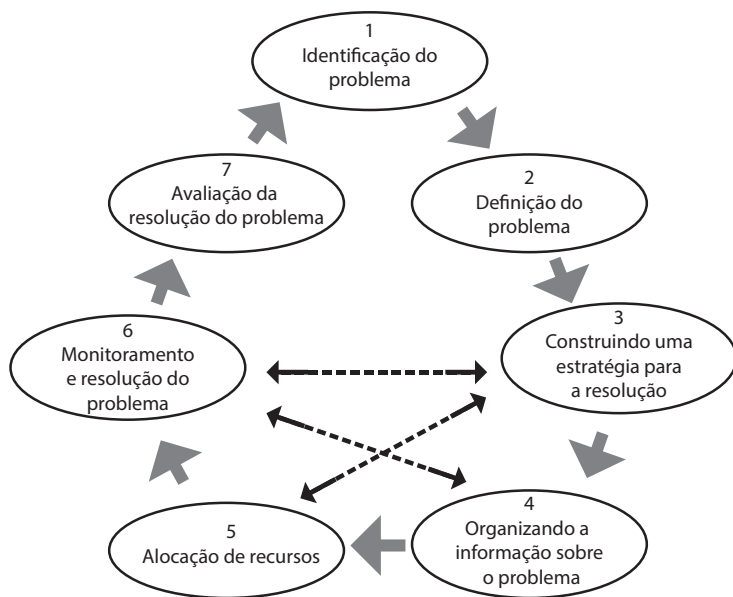 1
Identificação do
problema
2
Definição do
problema
3
Construindo uma
estratégia para
a resolução
4
Organizando a
informação sobre
o problema
5
Alocação de recursos
6
Monitoramento
e resolução do
problema
7
Avaliação da
resolução do problema